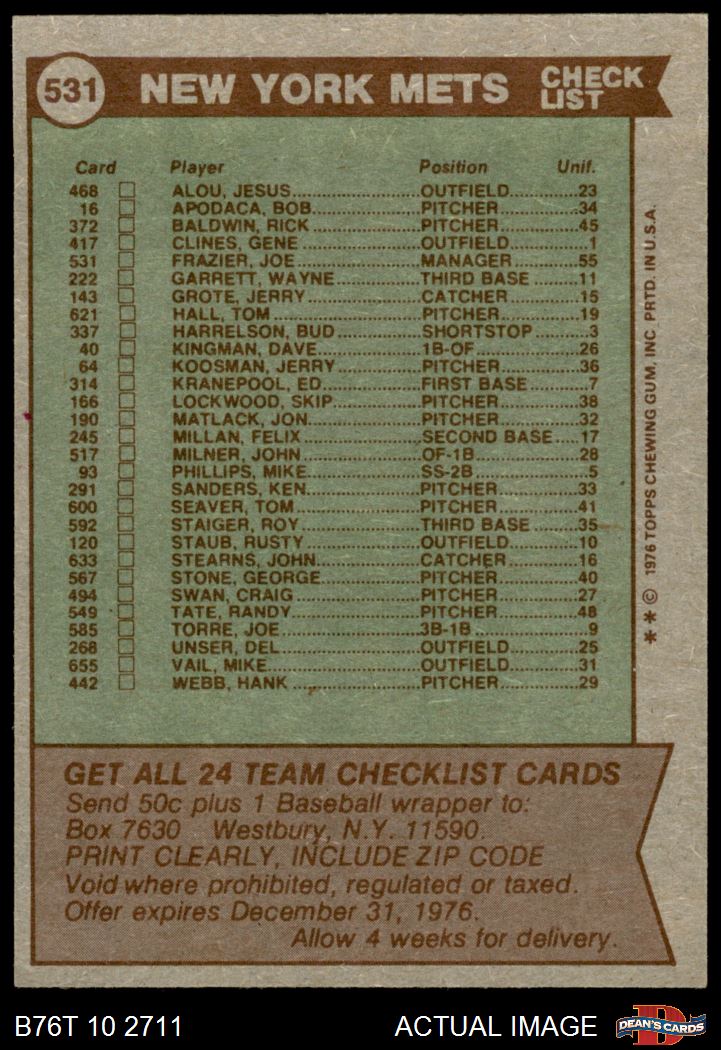 531 NEW YORK METS CHECK LIST
Card Player Position Unif.
468 ALOU, JESUS OUTFIELD 23
16 APODACA, BOB PITCHER 34
372 BALDWIN, RICK PITCHER 45
417 CLINES, GENE OUTFIELD 1
531 FRAZIER, JOE MANAGER 55
222 GARRETT, WAYNE THIRD BASE 11
143 GROTE, JERRY CATCHER 15
621 HALL, TOM PITCHER 19
337 HARRELSON, BUD SHORTSTOP 3
40 KINGMAN, DAVE 1B-OF 26
64 KOOSMAN, JERRY PITCHER 36
314 KRANEPOOL, ED FIRST BASE 7
166 LOCKWOOD, SKIP PITCHER 38
190 MATLACK, JON PITCHER 32
245 MILLAN, FELIX SECOND BASE 17
517 MILNER, JOHN OF-1B 28
93 PHILLIPS, MIKE SS-2B 5
291 SANDERS, KEN PITCHER 33
600 SEAVER, TOM PITCHER 41
592 STAIGER, ROY THIRD BASE 35
120 STAUB, RUSTY OUTFIELD 10
633 STEARNS, JOHN CATCHER 16
567 STONE, GEORGE PITCHER 40
494 SWAN, CRAIG PITCHER 27
549 TATE, RANDY PITCHER 48
585 TORRE, JOE 3B-1B 9
268 UNSER, DEL OUTFIELD 25
655 VAIL, MIKE OUTFIELD 31
442 WEBB, HANK PITCHER 29
* * © 1976 TOPPS CHEWING GUM, INC. PRTD. IN U.S.A.
GET ALL 24 TEAM CHECKLIST CARDS
Send 50c plus 1 Baseball wrapper to:
Box 7630 Westbury, N.Y. 11590.
PRINT CLEARLY, INCLUDE ZIP CODE
Void where prohibited, regulated or taxed.
Offer expires December 31, 1976.
Allow 4 weeks for delivery.
B76T 10 2711 ACTUAL IMAGE DEAN'S CARDS